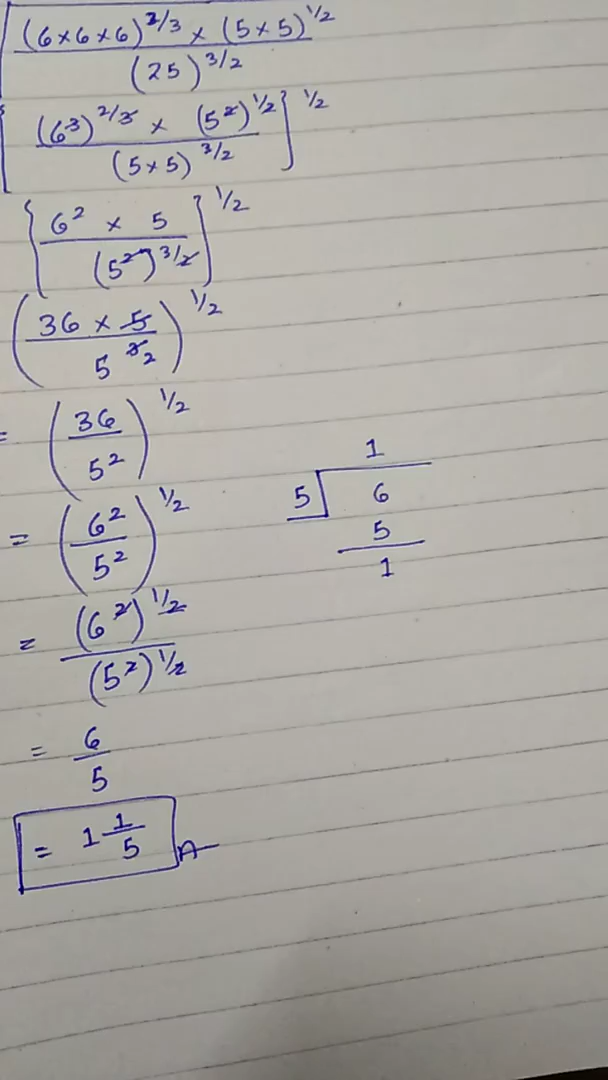 √((6×6×6)^2/3 × (5×5)^1/2 / (25)^3/2)
[(6^3)^2/3 × (5^2)^1/2 / (5×5)^3/2]^1/2
{6^2 × 5 / (5^2)^3/2}^1/2
(36 × 5 / 5^3 2)^1/2
= (36 / 5^2)^1/2
= (6^2 / 5^2)^1/2
= (6^2)^1/2 / (5^2)^1/2
= 6/5
= 1 1/5
1
5 6
5
1